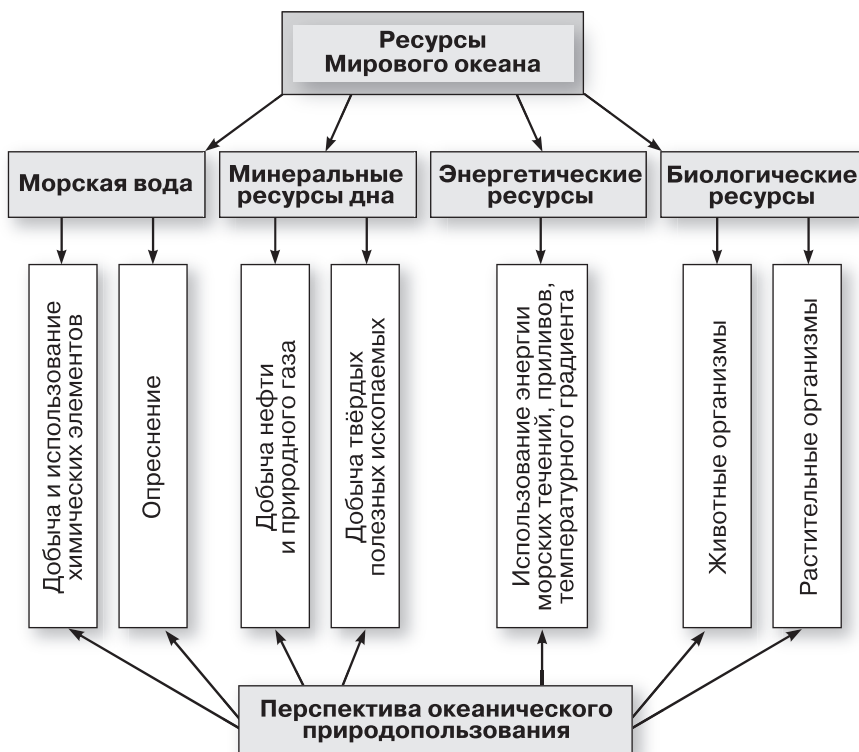 Ресурсы
Мирового океана
Морская вода
Минеральные
ресурсы дна
Энергетические
ресурсы
Биологические
ресурсы
Добыча и использование
химических элементов
Опреснение
Добыча нефти
и природного газа
Добыча твёрдых
полезных ископаемых
Использование энергии
морских течений, приливов,
температурного градиента
Животные организмы
Растительные организмы
Перспектива океанического
природопользования